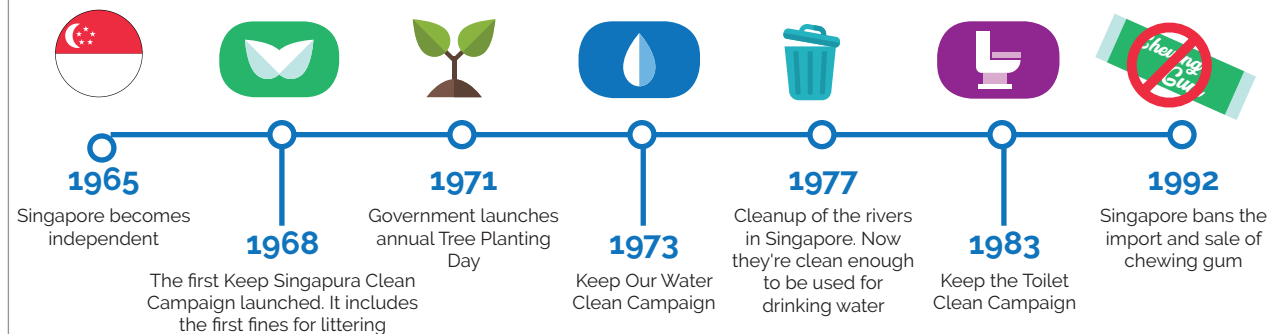 Chewing
Gum
1965
Singapore becomes
independent
1968
The first Keep Singapura Clean
Campaign launched. It includes
the first fines for littering
1971
Government launches
annual Tree Planting
Day
1973
Keep Our Water
Clean Campaign
1977
Cleanup of the rivers
in Singapore. Now
they're clean enough
to be used for
drinking water
1983
Keep the Toilet
Clean Campaign
1992
Singapore bans the
import and sale of
chewing gum